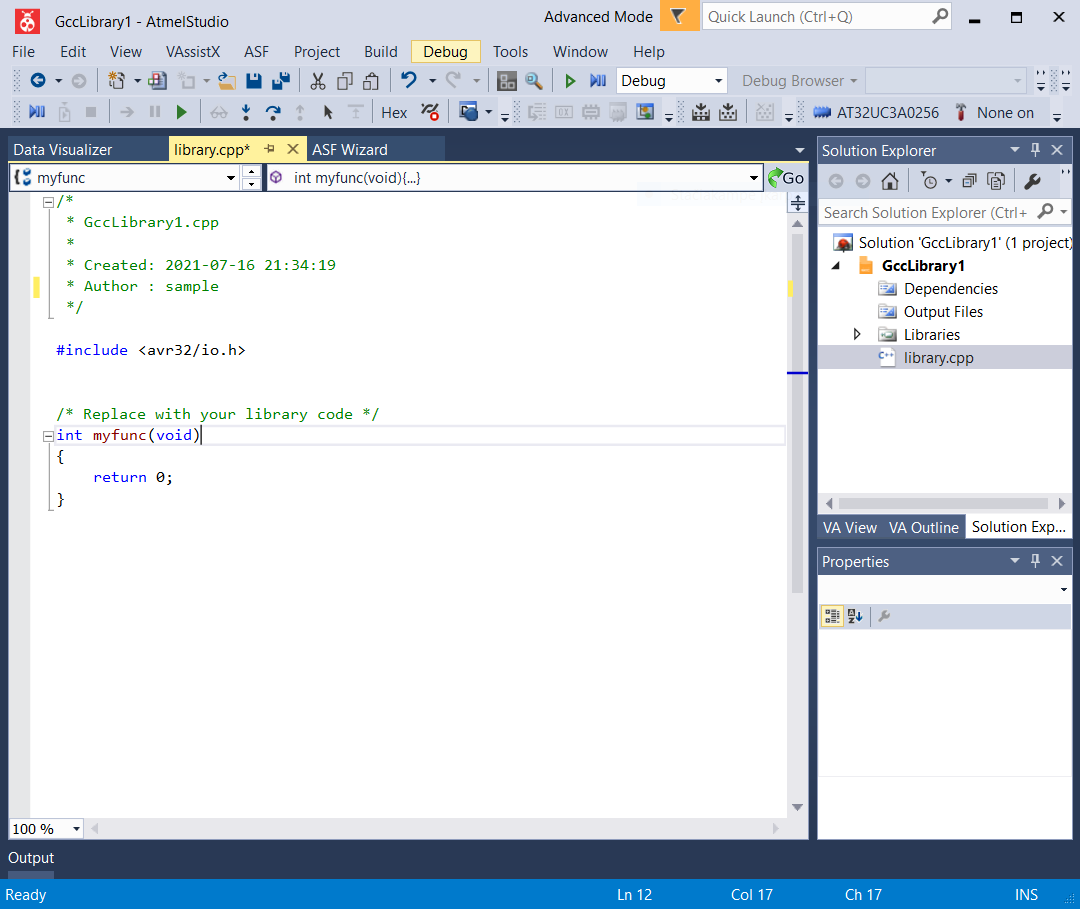 GccLibrary1 - AtmelStudio
Advanced Mode
Quick Launch (Ctrl+Q)
File Edit View VAssistX ASF Project Build Debug Tools Window Help
Debug
Debug Browser
Hex
AT32UC3A0256
None on
Data Visualizer
library.cpp*
ASF Wizard
myfunc
int myfunc(void){...}
Go
/*
* GccLibrary1.cpp
*
* Created: 2021-07-16 21:34:19
* Author : sample
*/
#include <avr32/io.h>
/* Replace with your library code */
int myfunc(void)
{
return 0;
}
100 %
Solution Explorer
Search Solution Explorer (Ctrl+
Solution 'GccLibrary1' (1 project)
GccLibrary1
Dependencies
Output Files
Libraries
library.cpp
VA View
VA Outline
Solution Exp...
Properties
Output
Ready
Ln 12
Col 17
Ch 17
INS